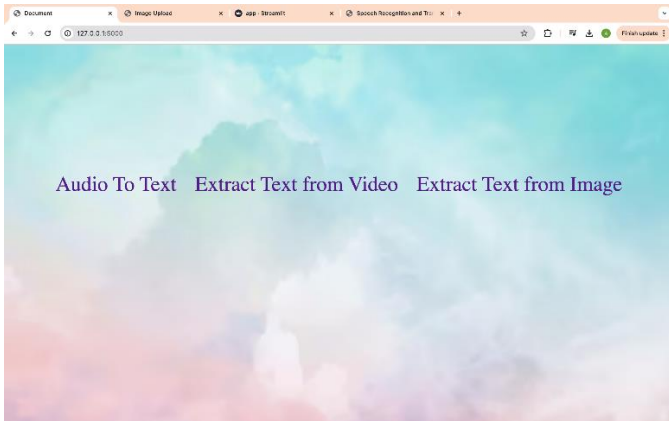 Document Image Upload app · Streamlit Speech Recognition and Tra
127.0.0.1:5000 Finish update
Audio To Text Extract Text from Video Extract Text from Image